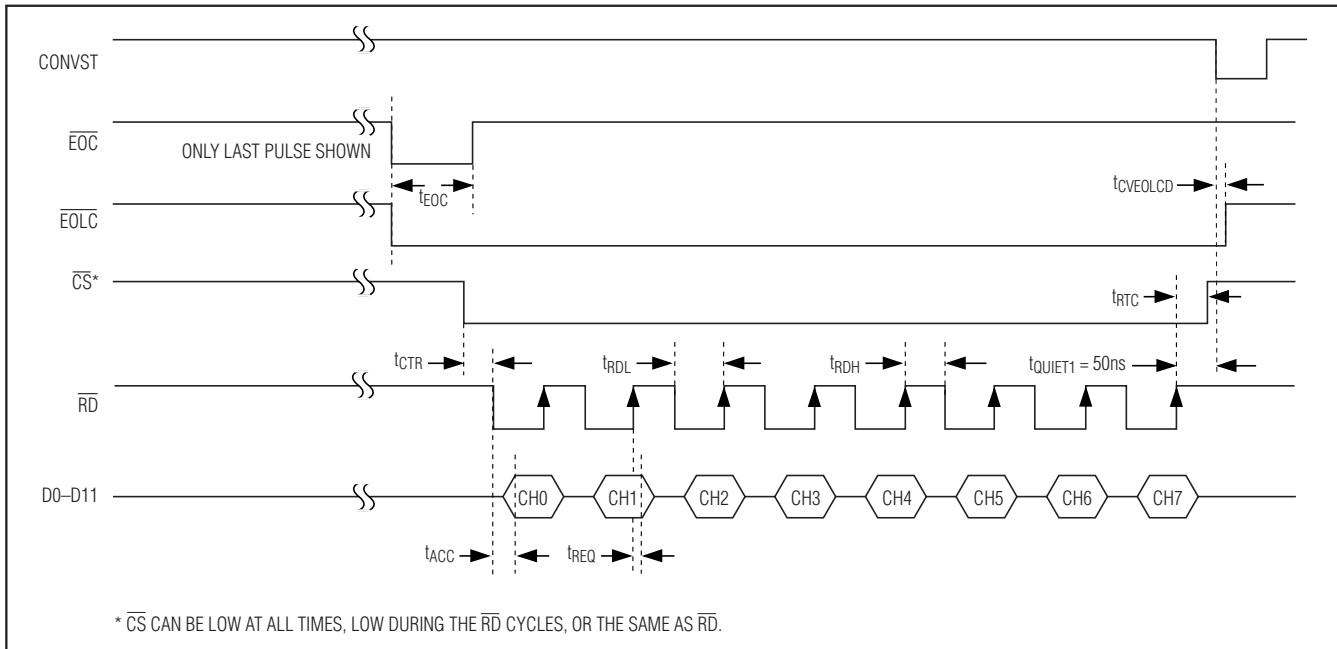 CONVST
EOC
ONLY LAST PULSE SHOWN
tEOC
tCVEOLCD
EOLC
CS*
tRTC
tCTR
tRDL
tRDH
tQUIET1 = 50ns
RD
D0–D11
CH0
CH1
CH2
CH3
CH4
CH5
CH6
CH7
tACC
tREQ
* CS CAN BE LOW AT ALL TIMES, LOW DURING THE RD CYCLES, OR THE SAME AS RD.